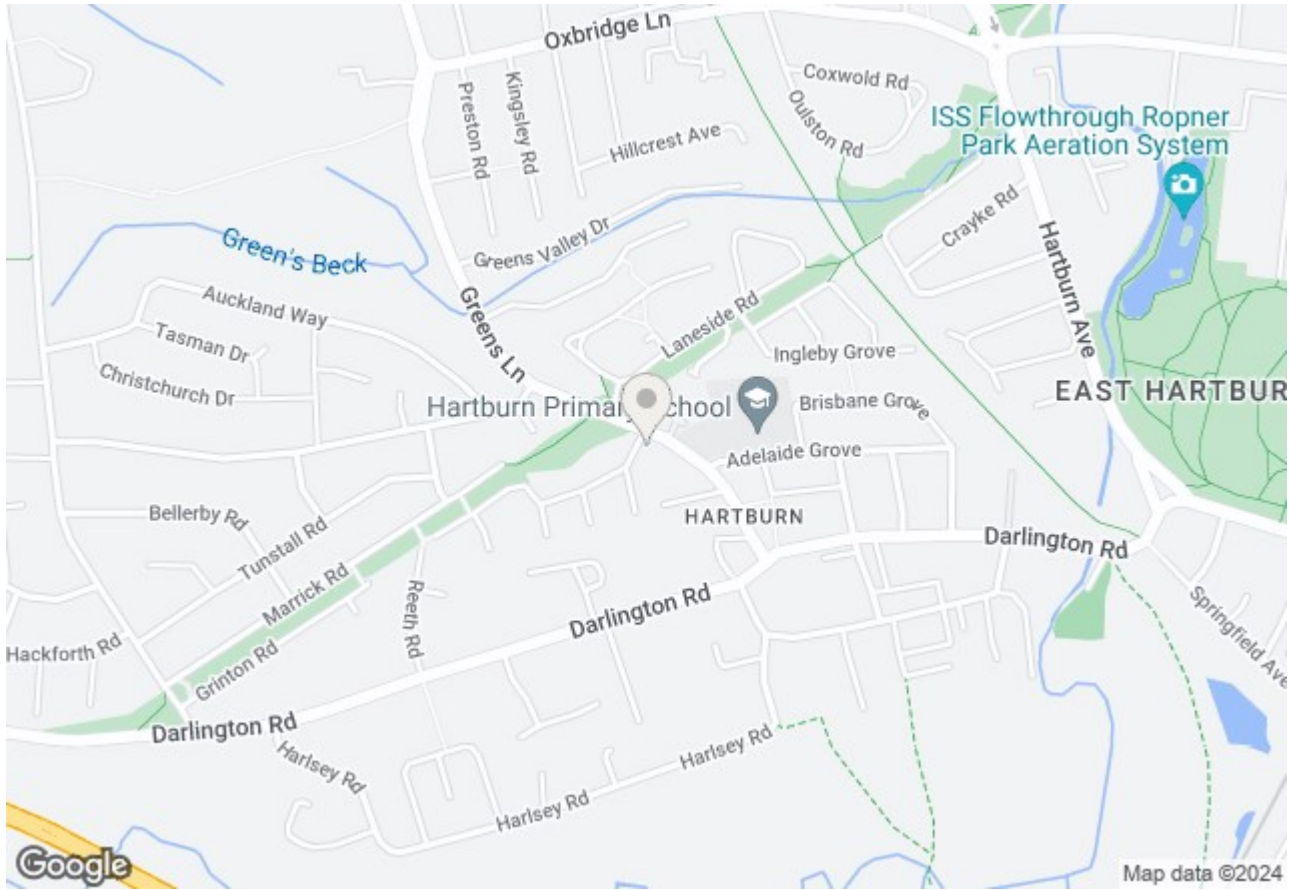 Oxbridge Ln
Coxwold Rd
Kingsley Rd
Preston Rd
Oulston Rd
ISS Flowthrough Ropner
Park Aeration System
Hillcrest Ave
Crayke Rd
Greens Valley Dr
Green's Beck
Hartburn Ave
Auckland Way
Greens Ln
Laneside Rd
Tasman Dr
Ingleby Grove
Christchurch Dr
EAST HARTBUR
Hartburn Primary School
Brisbane Grove
Adelaide Grove
Bellerby Rd
HARTBURN
Tunstall Rd
Darlington Rd
Marrick Rd
Reeth Rd
Darlington Rd
Springfield Ave
Hackforth Rd
Grinton Rd
Darlington Rd
Harlsey Rd
Harlsey Rd
Harlsey Rd
Google
Map data ©2024